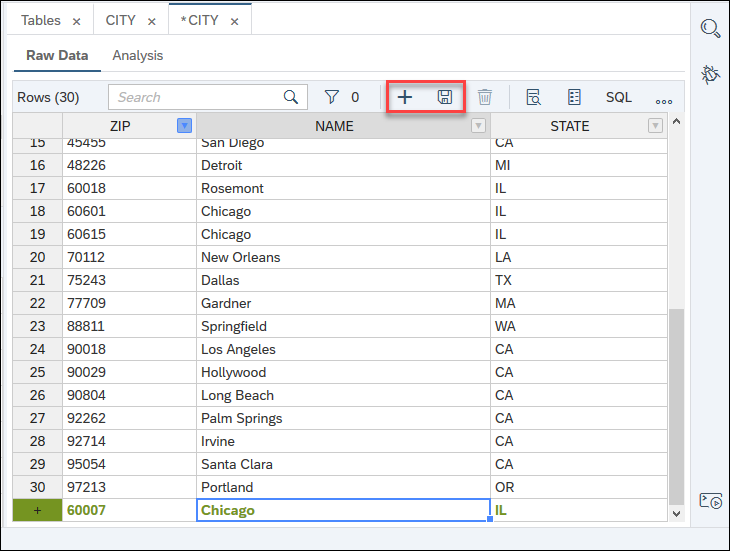 Tables × CITY × *CITY ×
Raw Data Analysis
Rows (30) Search 0 SQL ...
ZIP NAME STATE
15 45455 San Diego CA
16 48226 Detroit MI
17 60018 Rosemont IL
18 60601 Chicago IL
19 60615 Chicago IL
20 70112 New Orleans LA
21 75243 Dallas TX
22 77709 Gardner MA
23 88811 Springfield WA
24 90018 Los Angeles CA
25 90029 Hollywood CA
26 90804 Long Beach CA
27 92262 Palm Springs CA
28 92714 Irvine CA
29 95054 Santa Clara CA
30 97213 Portland OR
+ 60007 Chicago IL